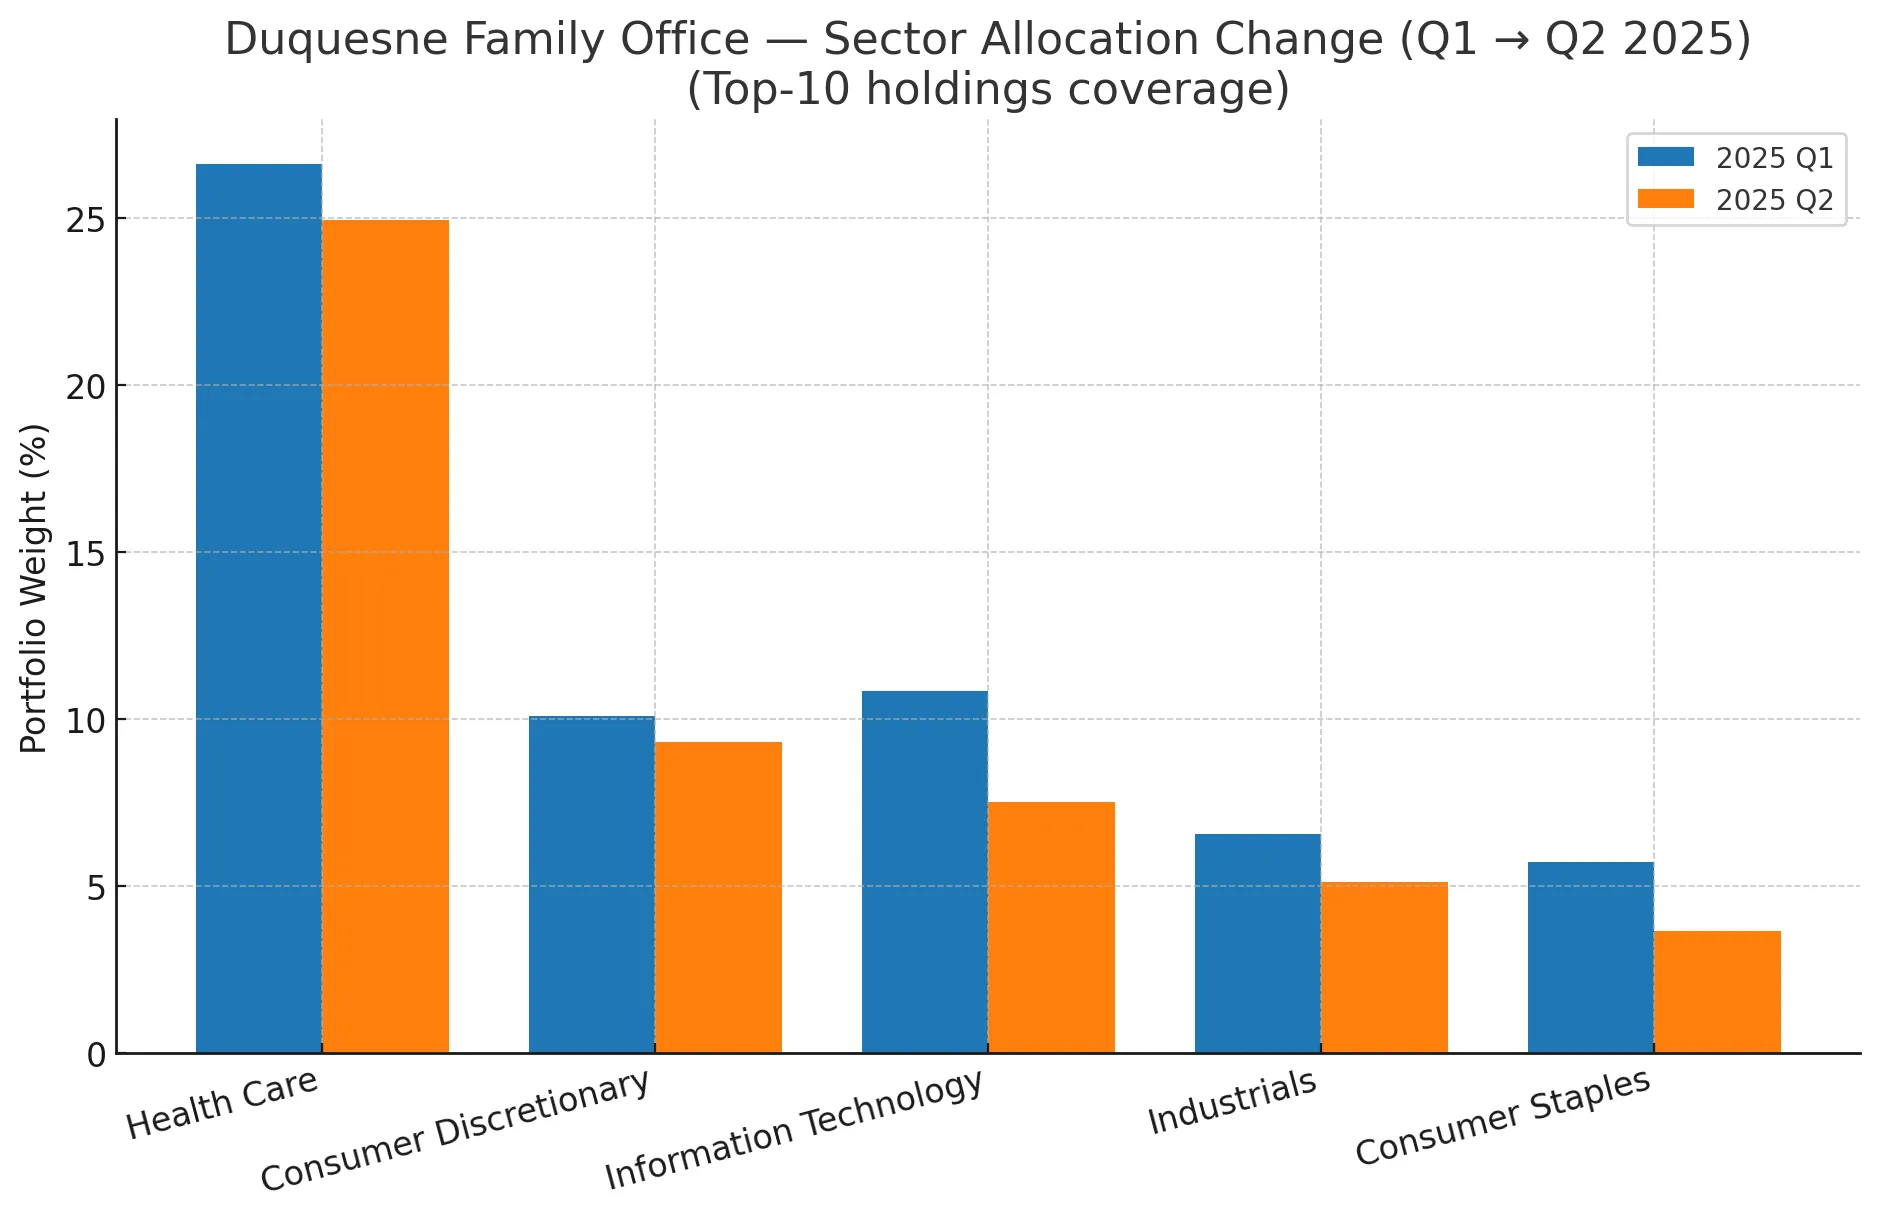 Duquesne Family Office — Sector Allocation Change (Q1 → Q2 2025)
(Top-10 holdings coverage)
2025 Q1
2025 Q2
Portfolio Weight (%)
25
20
15
10
5
0
Health Care
Consumer Discretionary
Information Technology
Industrials
Consumer Staples